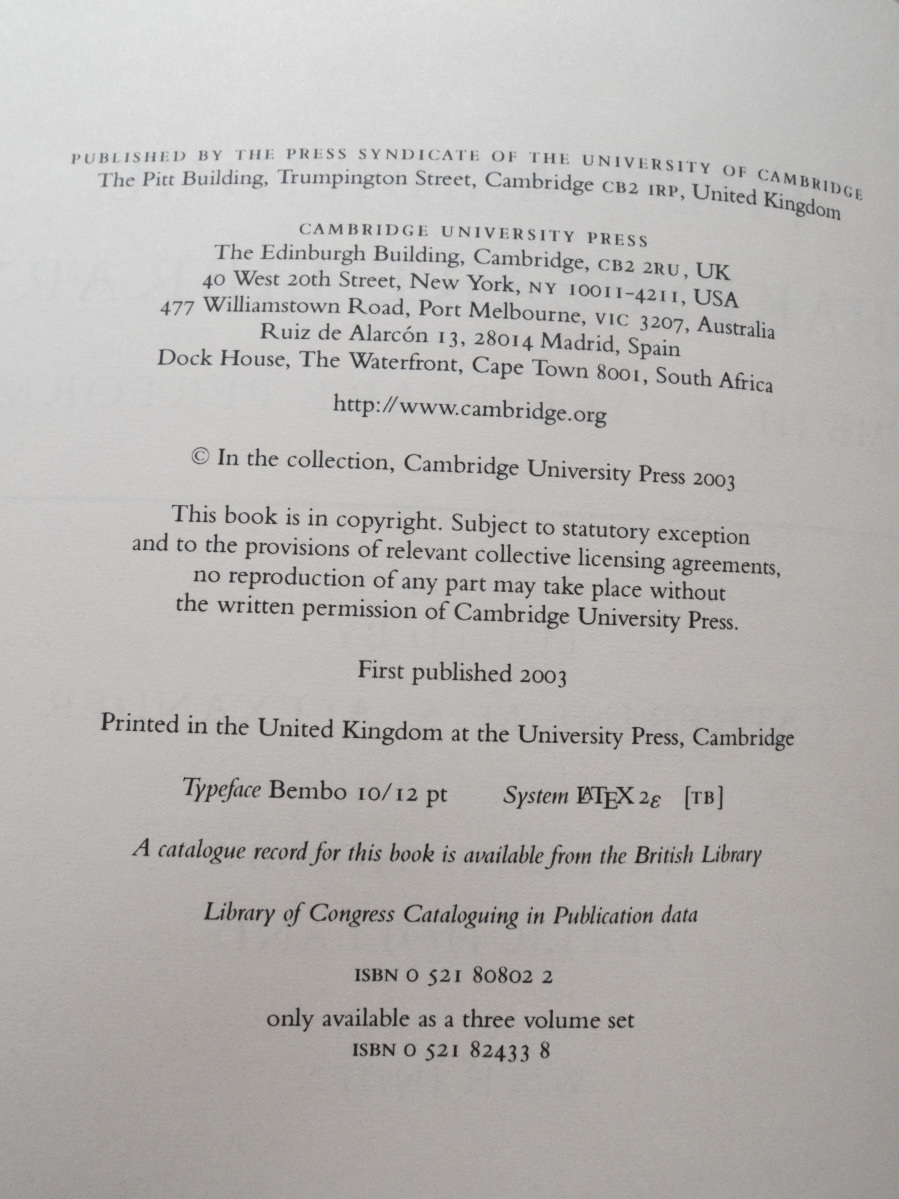 PUBLISHED BY THE PRESS SYNDICATE OF THE UNIVERSITY OF CAMBRIDGE
The Pitt Building, Trumpington Street, Cambridge CB2 1RP, United Kingdom
CAMBRIDGE UNIVERSITY PRESS
The Edinburgh Building, Cambridge, CB2 2RU, UK
40 West 20th Street, New York, NY 10011-4211, USA
477 Williamstown Road, Port Melbourne, VIC 3207, Australia
Ruiz de Alarcón 13, 28014 Madrid, Spain
Dock House, The Waterfront, Cape Town 8001, South Africa
http://www.cambridge.org
© In the collection, Cambridge University Press 2003
This book is in copyright. Subject to statutory exception
and to the provisions of relevant collective licensing agreements,
no reproduction of any part may take place without
the written permission of Cambridge University Press.
First published 2003
Printed in the United Kingdom at the University Press, Cambridge
Typeface Bembo 10/12 pt System LATEX 2ε [TB]
A catalogue record for this book is available from the British Library
Library of Congress Cataloguing in Publication data
ISBN 0 521 80802 2
only available as a three volume set
ISBN 0 521 82433 8